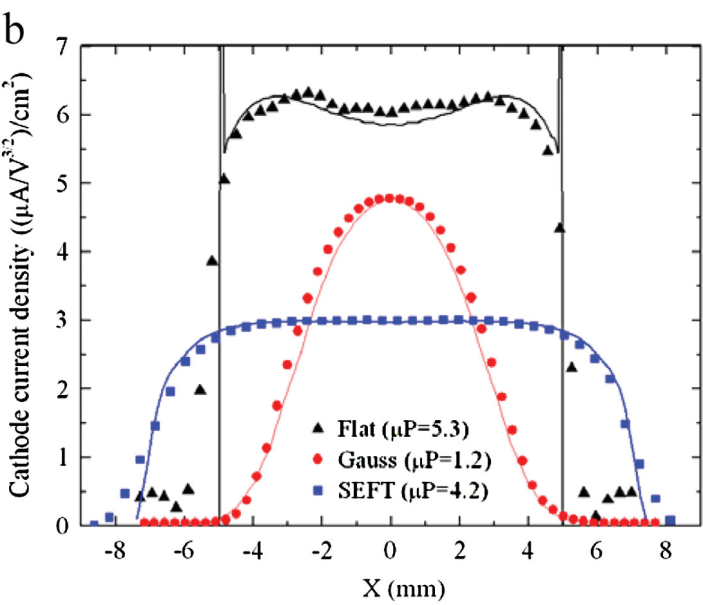 b
Cathode current density ((μA/V^3/2)/cm^2)
7
6
5
4
3
2
1
0
Flat (μP=5.3)
Gauss (μP=1.2)
SEFT (μP=4.2)
-8 -6 -4 -2 0 2 4 6 8
X (mm)